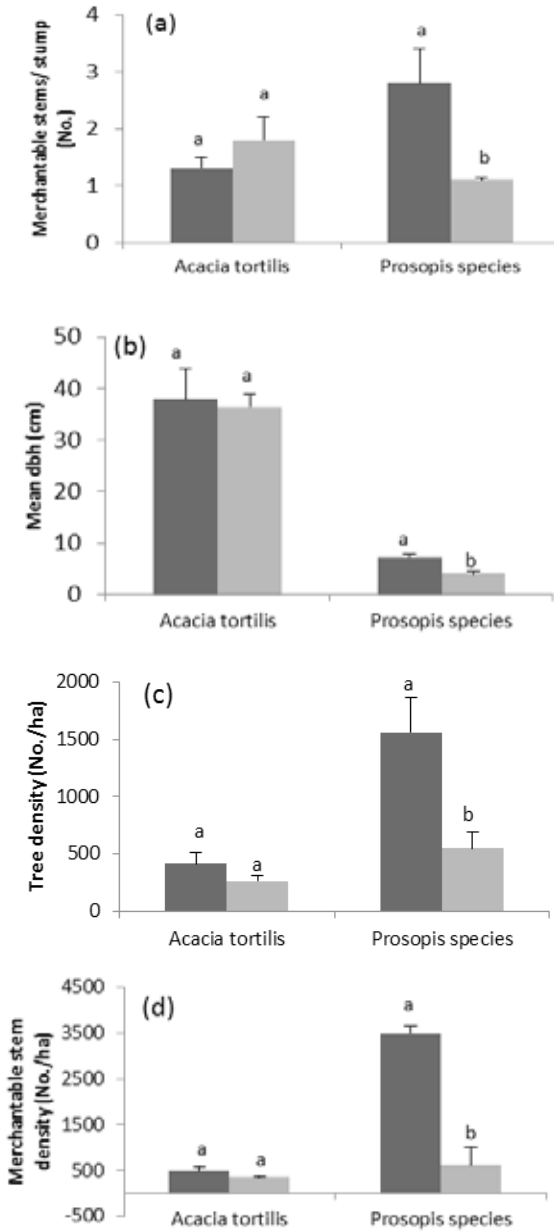 (a)
Merchantable stems/ stump
(No.)
4
3
2
1
0
a
a
a
b
Acacia tortilis
Prosopis species
(b)
Mean dbh (cm)
50
40
30
20
10
0
a
a
a
b
Acacia tortilis
Prosopis species
(c)
Tree density (No./ha)
2000
1500
1000
500
0
a
a
a
b
Acacia tortilis
Prosopis species
(d)
Merchantable stem
density (No./ha)
4500
3500
2500
1500
500
-500
a
a
a
b
Acacia tortilis
Prosopis species